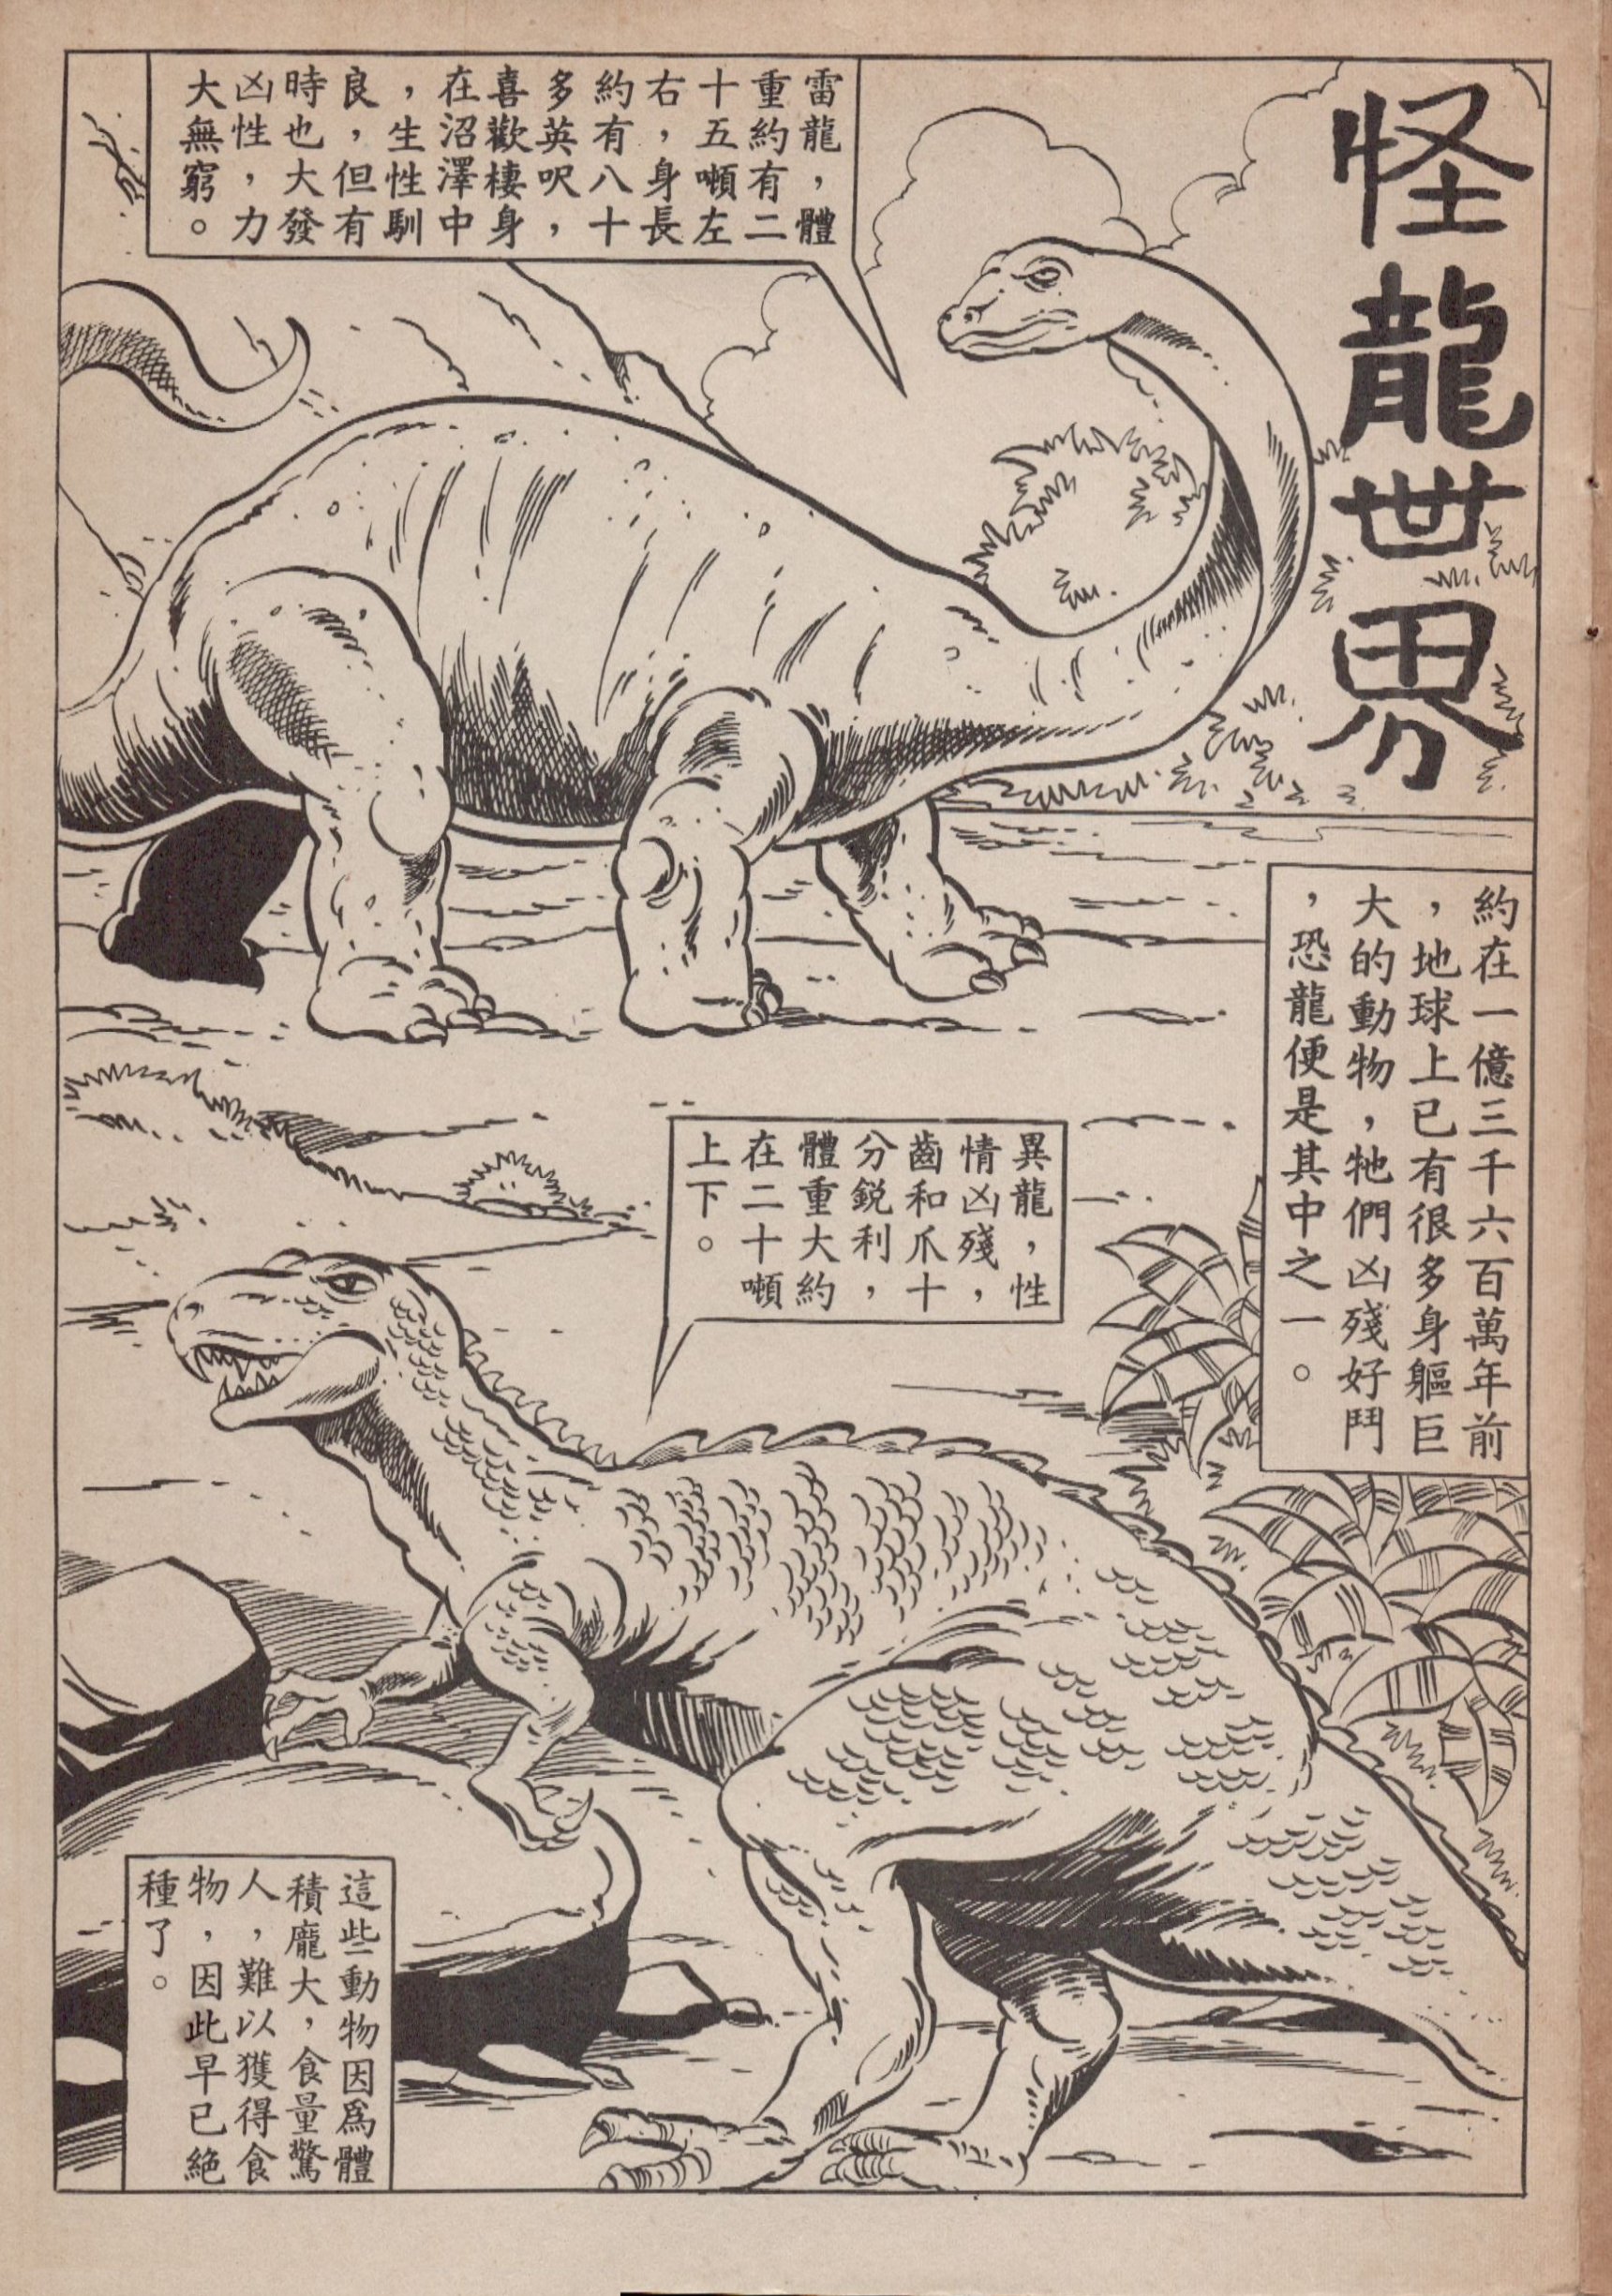 怪龍世界
雷龍，體
重約有二
十五噸左
右，身長
約有八十
多英呎，
喜歡棲身
在沼澤中
，生性馴
良，但有
時也大發
凶性，力
大無窮。
約在一億三千六百萬年前
，地球上已有很多身軀巨
大的動物，牠們凶殘好鬥
，恐龍便是其中之一。
異龍，性
情凶殘，
齒和爪十
分銳利，
體重大約
在二十噸
上下。
這些動物因爲體
積龐大，食量驚
人，難以獲得食
物，因此早已絕
種了。